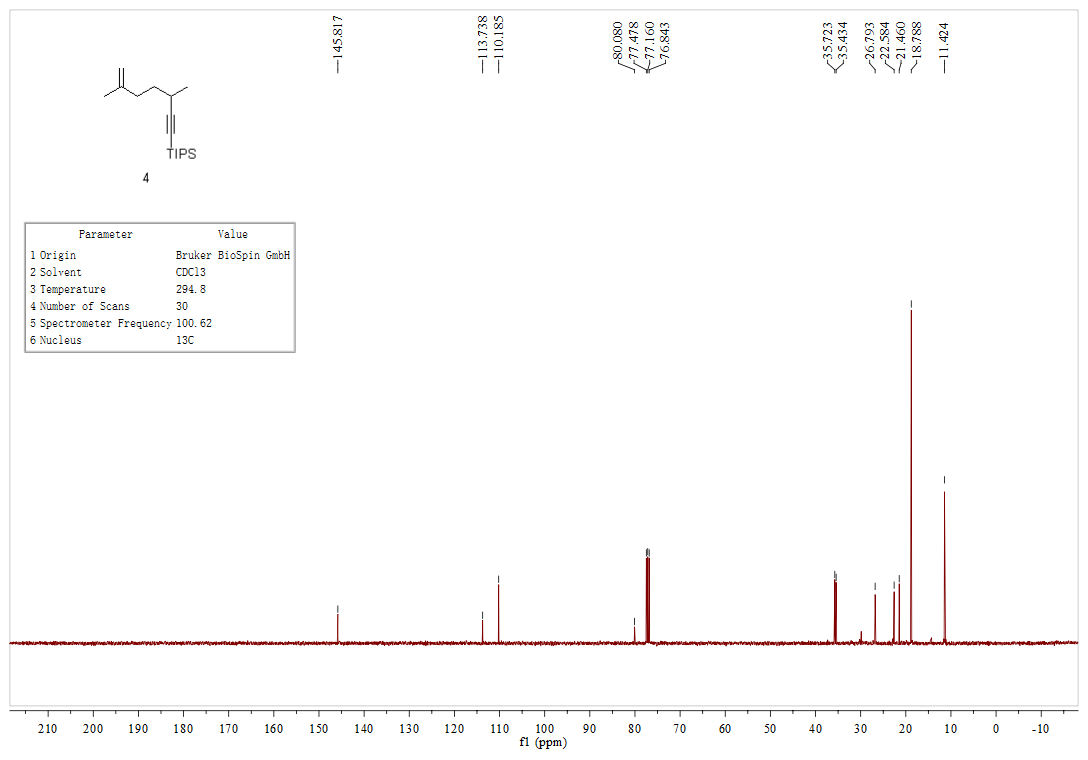 145.817
113.738
110.185
80.080
77.478
77.160
76.843
35.723
35.434
26.793
22.584
21.460
18.788
11.424
TIPS
4
Parameter Value
1 Origin Bruker BioSpin GmbH
2 Solvent CDCl3
3 Temperature 294.8
4 Number of Scans 30
5 Spectrometer Frequency 100.62
6 Nucleus 13C
210 200 190 180 170 160 150 140 130 120 110 100 90 80 70 60 50 40 30 20 10 0 -10
f1 (ppm)